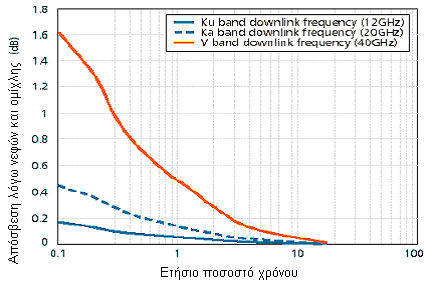 Απόσβεση λόγω νεφών και ομίχλης (dB)
1.8
1.6
1.4
1.2
1
0.8
0.6
0.4
0.2
0
Ku band downlink frequency (12GHz)
Ka band downlink frequency (20GHz)
V band downlink frequency (40GHz)
0.1 1 10 100
Ετήσιο ποσοστό χρόνου